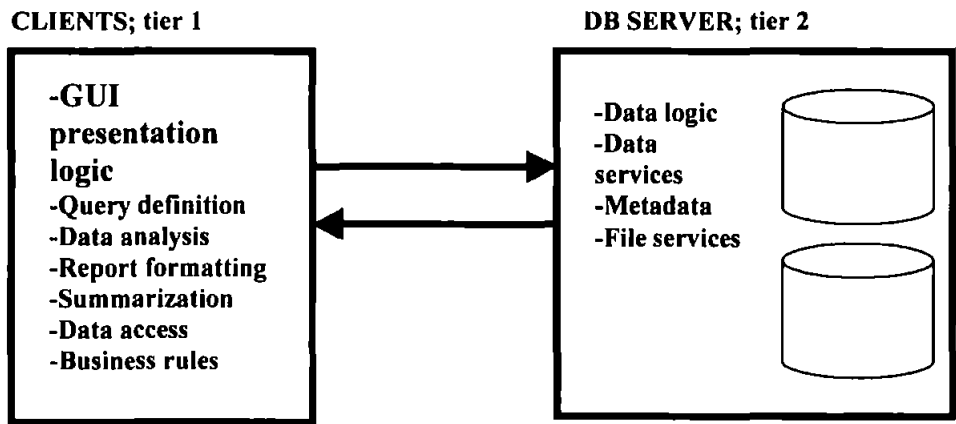 CLIENTS; tier 1
-GUI
presentation
logic
-Query definition
-Data analysis
-Report formatting
-Summarization
-Data access
-Business rules
DB SERVER; tier 2
-Data logic
-Data
services
-Metadata
-File services